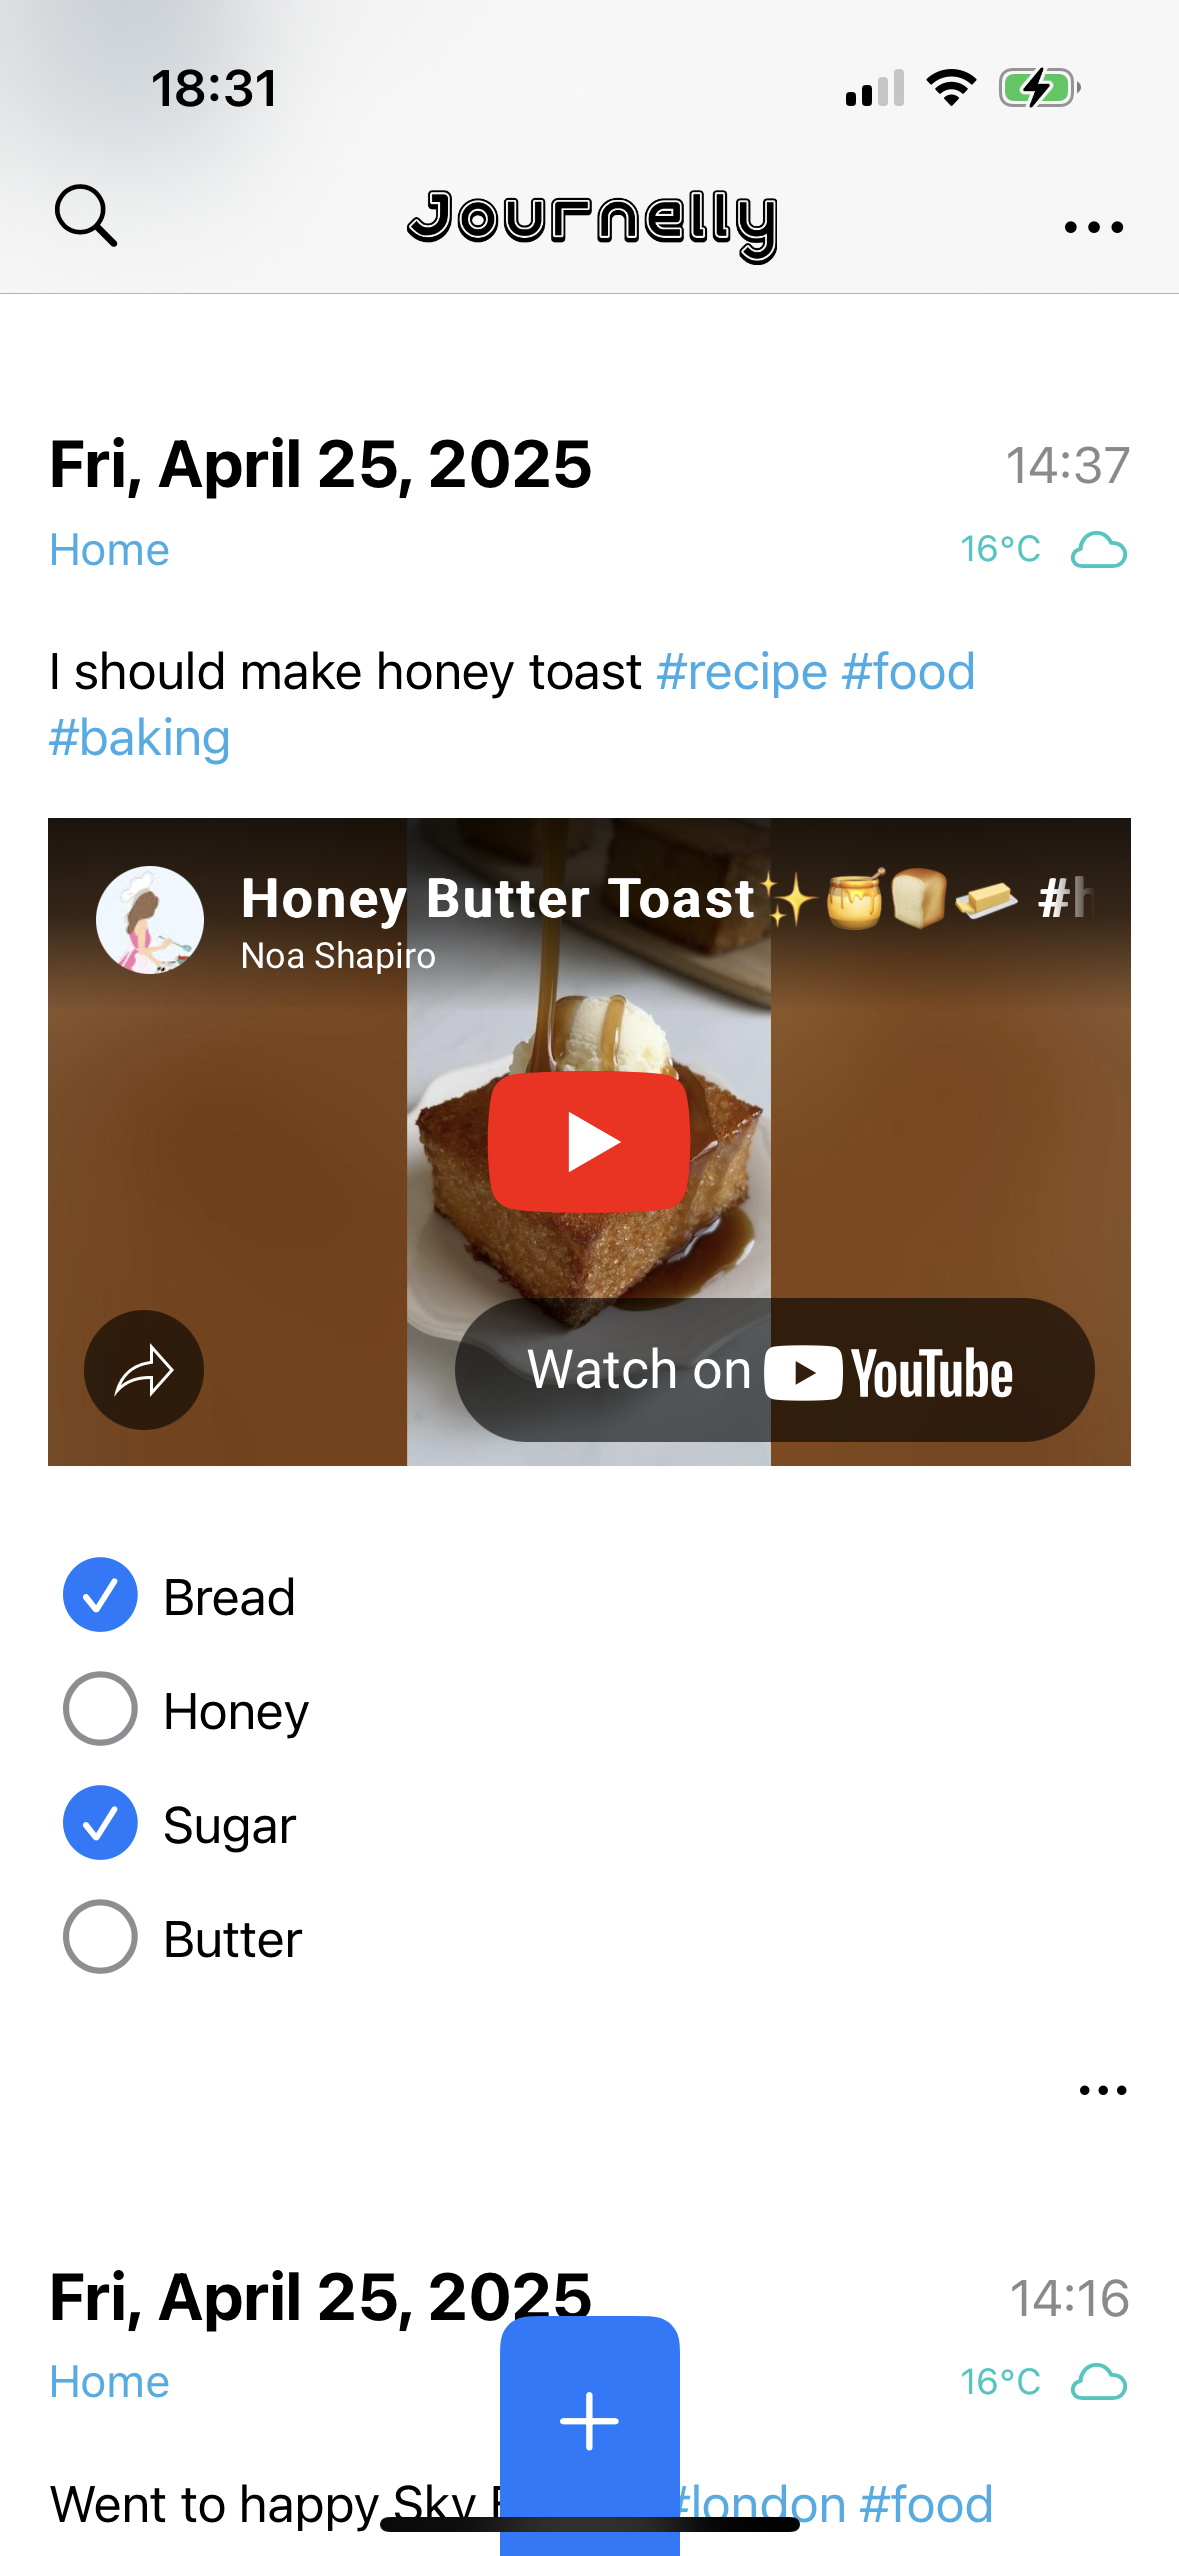 18:31
Journelly
Fri, April 25, 2025 14:37
Home 16°C
I should make honey toast #recipe #food
#baking
Honey Butter Toast✨🍯🍞🧈 #h
Noa Shapiro
Watch on YouTube
Bread
Honey
Sugar
Butter
Fri, April 25, 2025 14:16
Home 16°C
Went to happy Sky #london #food